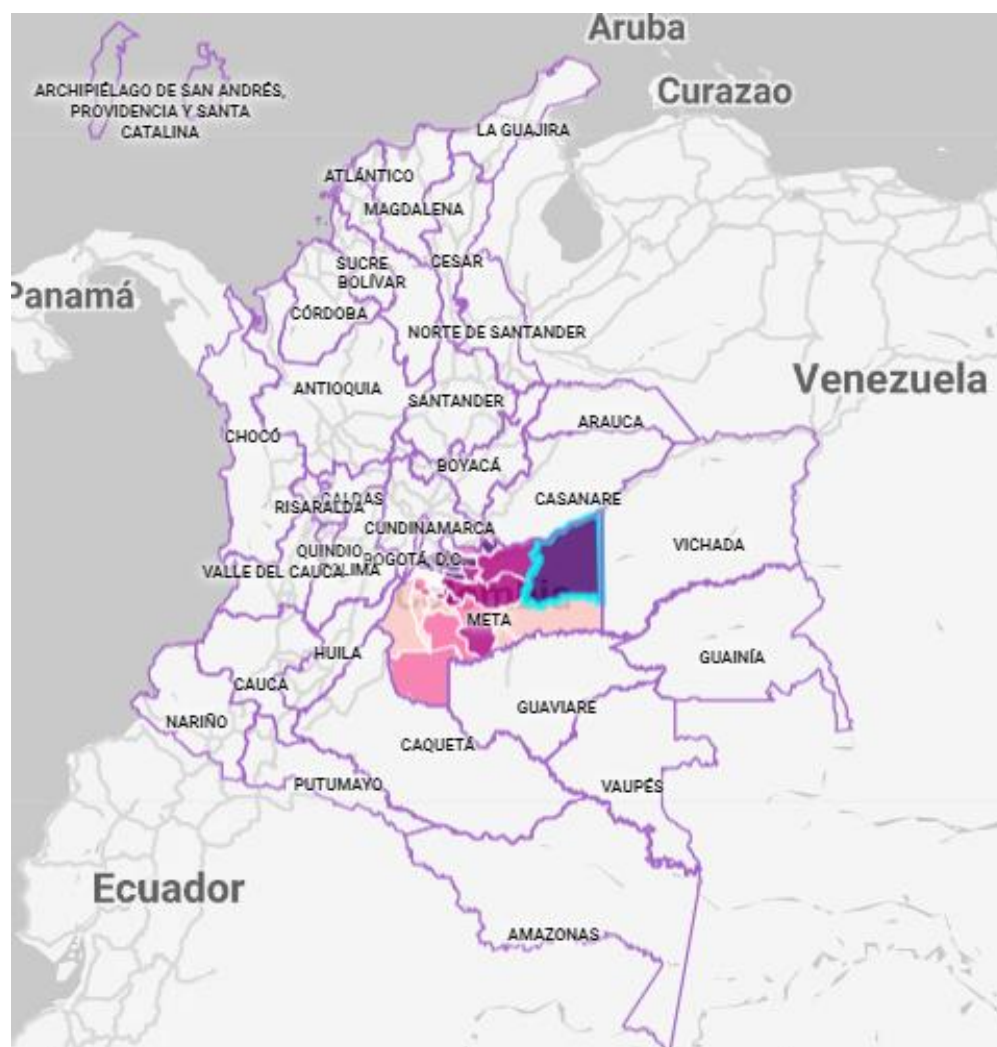 Aruba
ARCHIPIÉLAGO DE SAN ANDRÉS,
PROVIDENCIA Y SANTA
CATALINA
Curazao
LA GUAJIRA
ATLÁNTICO
MAGDALENA
SUCRE
CESAR
BOLÍVAR
Panamá
CÓRDOBA
NORTE DE SANTANDER
Venezuela
ANTIOQUIA
SANTANDER
ARAUCA
CHOCÓ
BOYACÁ
CALDAS
CASANARE
RISARALDA
CUNDINAMARCA
VICHADA
QUINDIO
BOGOTÁ, D.C.
VALLE DEL CAUCA
META
HUILA
GUAINÍA
CAUCA
GUAVIARE
NARIÑO
CAQUETÁ
PUTUMAYO
VAUPÉS
Ecuador
AMAZONAS